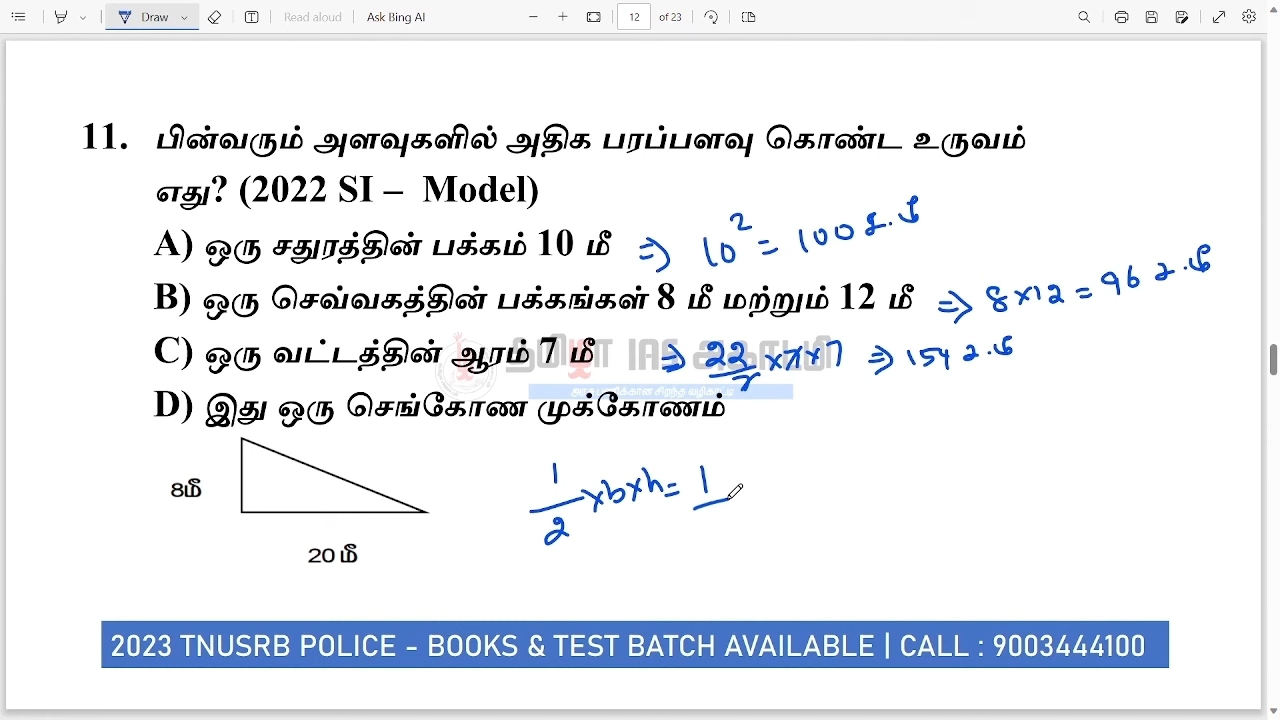 Draw
Read aloud
Ask Bing AI
12 of 23
11. பின்வரும் அளவுகளில் அதிக பரப்பளவு கொண்ட உருவம்
எது? (2022 SI – Model)
A) ஒரு சதுரத்தின் பக்கம் 10 மீ ⇒ 10² = 100 ச.மீ
B) ஒரு செவ்வகத்தின் பக்கங்கள் 8 மீ மற்றும் 12 மீ ⇒ 8×12 = 96 ச.மீ
C) ஒரு வட்டத்தின் ஆரம் 7 மீ ⇒ 22/7 ×7×7 ⇒ 154 ச.மீ
D) இது ஒரு செங்கோண முக்கோணம்
8மீ
1/2 ×b×h = 1
20 மீ
2023 TNUSRB POLICE - BOOKS & TEST BATCH AVAILABLE | CALL : 9003444100